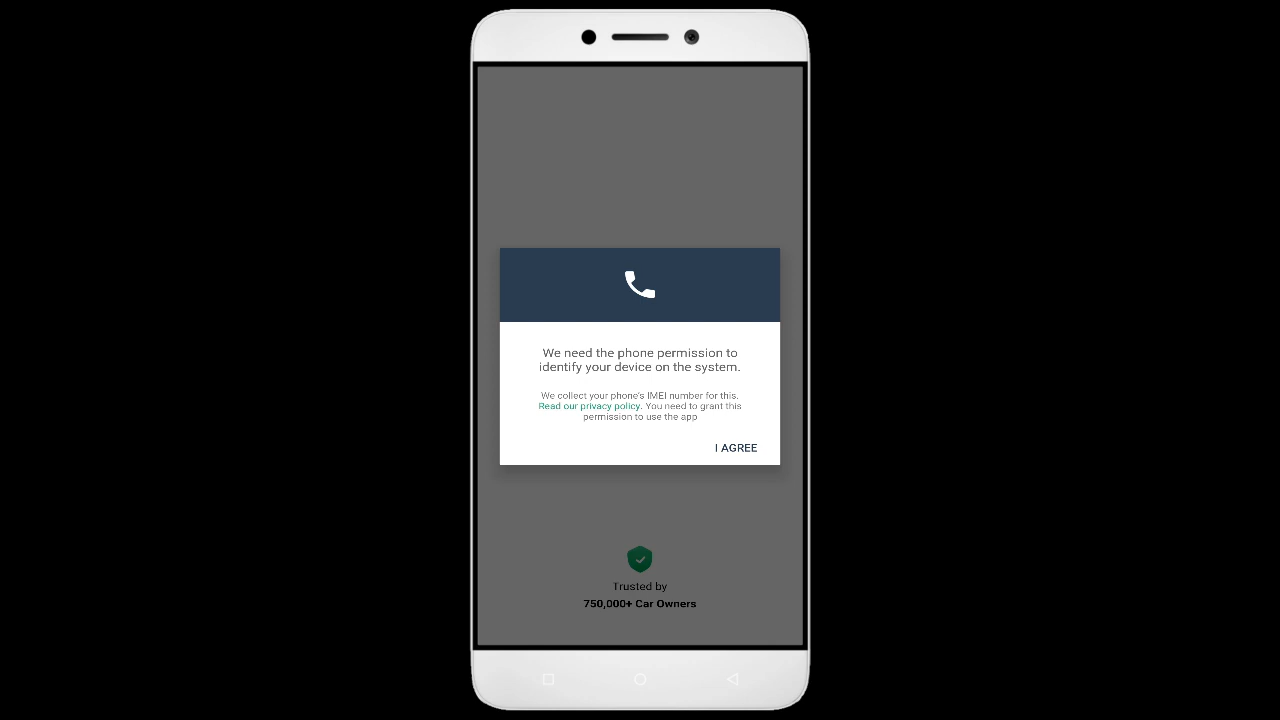 We need the phone permission to
identify your device on the system.
We collect your phone's IMEI number for this.
Read our privacy policy. You need to grant this
permission to use the app
I AGREE
Trusted by
750,000+ Car Owners